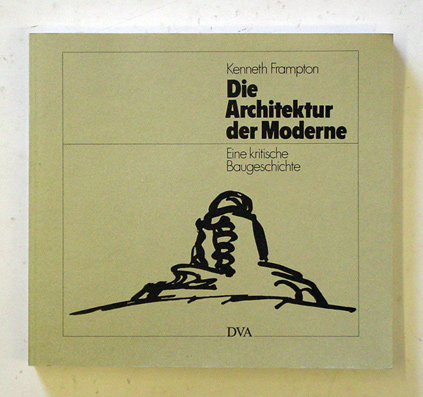 Kenneth Frampton
Die
Architektur
der Moderne
Eine kritische
Baugeschichte
DVA